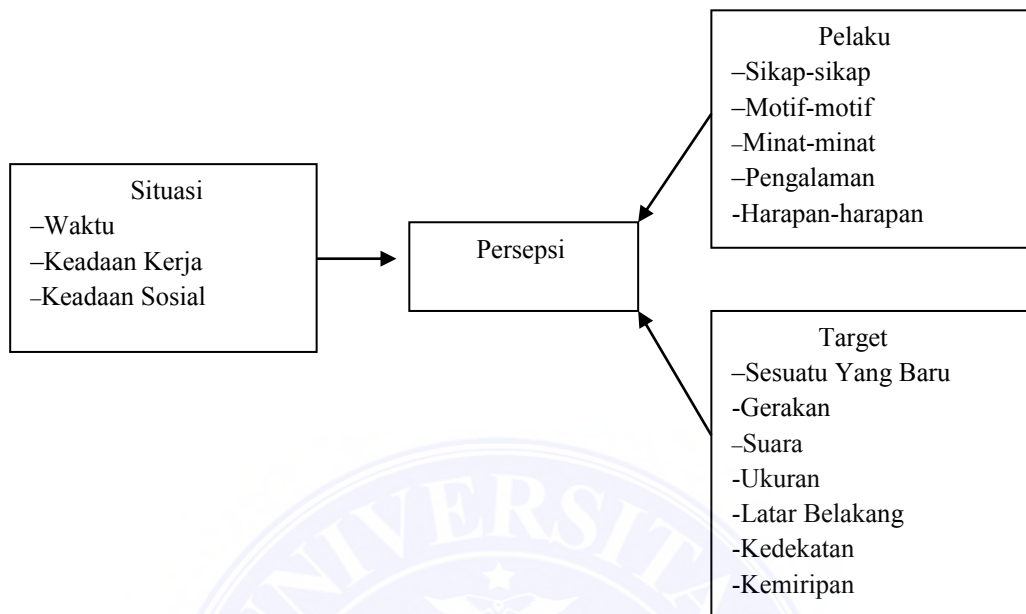 Pelaku
–Sikap-sikap
–Motif-motif
–Minat-minat
–Pengalaman
-Harapan-harapan
Situasi
–Waktu
–Keadaan Kerja
–Keadaan Sosial
Persepsi
Target
–Sesuatu Yang Baru
-Gerakan
–Suara
-Ukuran
-Latar Belakang
-Kedekatan
-Kemiripan